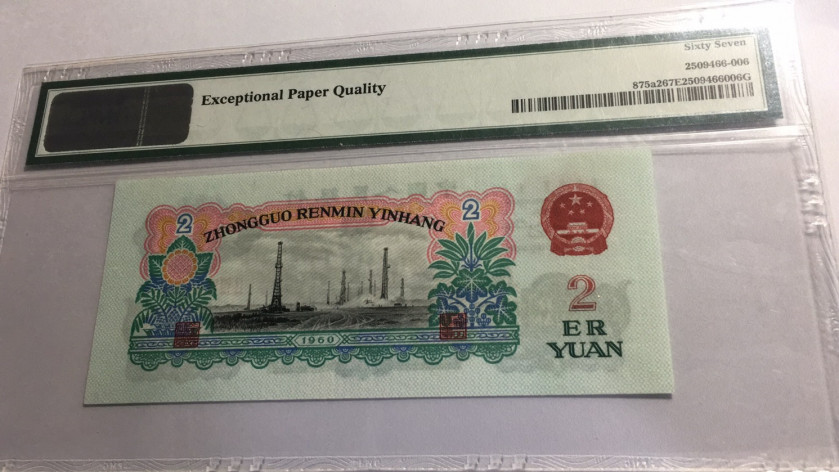 Sixty Seven
Exceptional Paper Quality
2509466-006
875a267E2509466006G
2
2
ZHONGGUO RENMIN YINHANG
2
ER
YUAN
1960